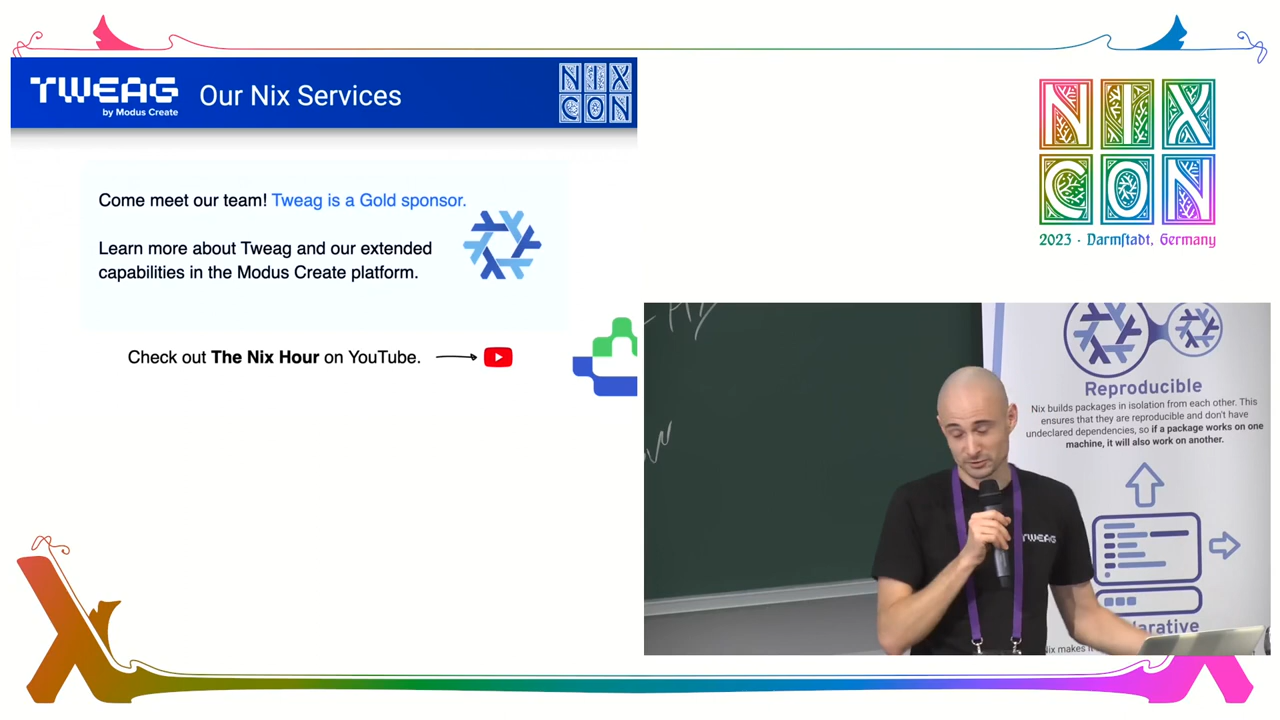 TWEAG
by Modus Create
Our Nix Services
NIX
CON
Come meet our team! Tweag is a Gold sponsor.
Learn more about Tweag and our extended
capabilities in the Modus Create platform.
Check out The Nix Hour on YouTube.
NIX
CON
2023 · Darmſtadt, Germany
Reproducible
Nix builds packages in isolation from each other. This
ensures that they are reproducible and don't have
undeclared dependencies, so if a package works on one
machine, it will also work on another.
TWEAG
arative
Nix makes